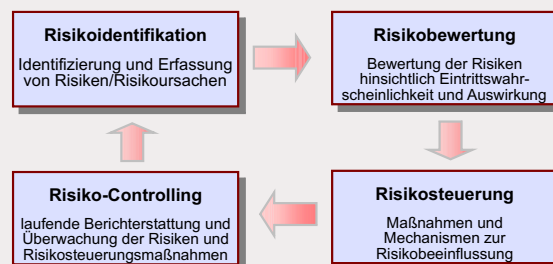 Risikoidentifikation
Identifizierung und Erfassung
von Risiken/Risikoursachen
Risikobewertung
Bewertung der Risiken
hinsichtlich Eintrittswahr-
scheinlichkeit und Auswirkung
Risikosteuerung
Maßnahmen und
Mechanismen zur
Risikobeeinflussung
Risiko-Controlling
laufende Berichterstattung und
Überwachung der Risiken und
Risikosteuerungsmaßnahmen